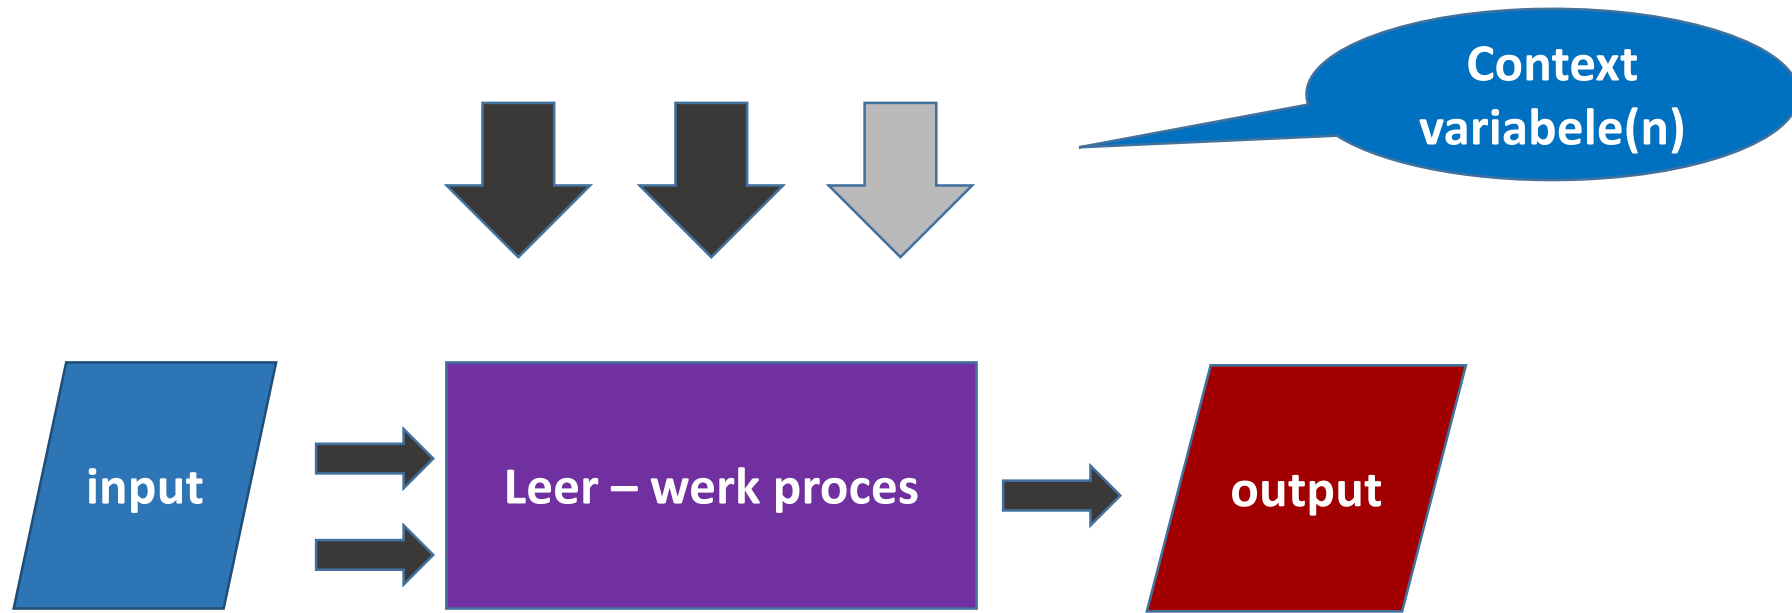 Context
variabele(n)
input
Leer – werk proces
output